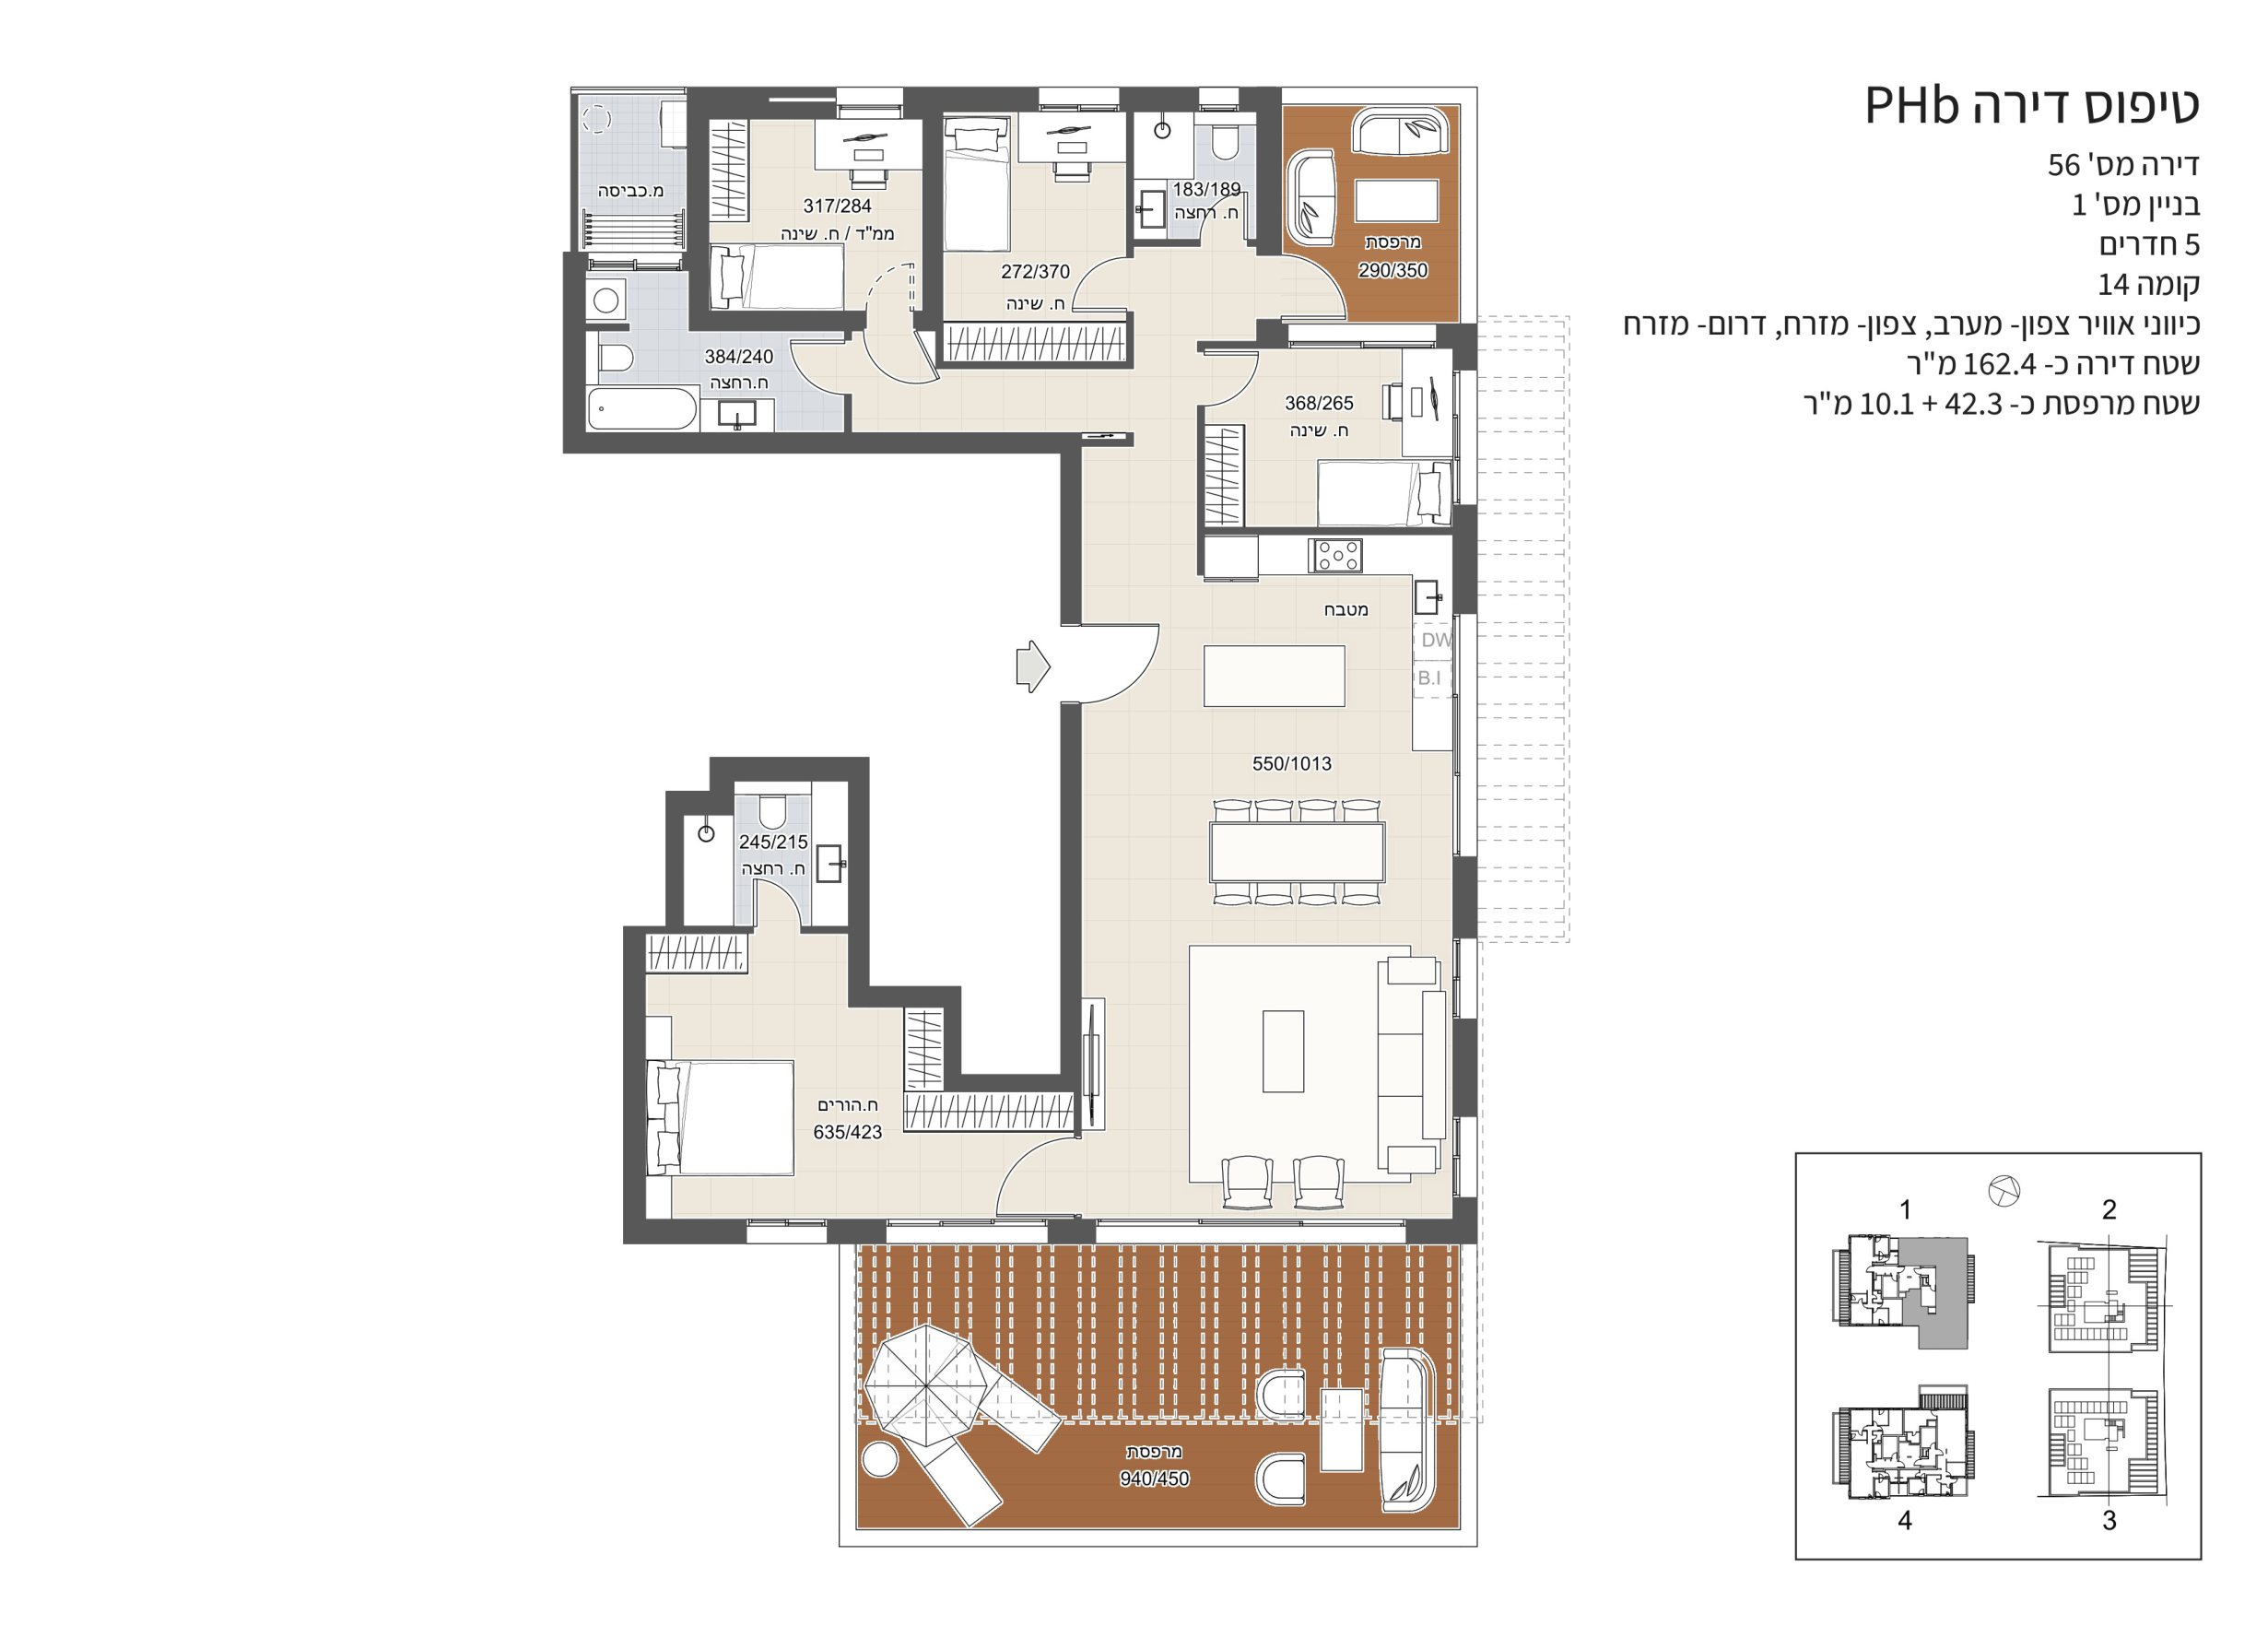 טיפוס דירה PHb
דירה מס' 56
בניין מס' 1
5 חדרים
קומה 14
כיווני אוויר צפון- מערב, צפון- מזרח, דרום- מזרח
שטח דירה כ- 162.4 מ"ר
שטח מרפסת כ- 42.3 + 10.1 מ"ר
מ.כביסה
317/284
ממ"ד / ח. שינה
272/370
ח. שינה
183/189
ח. רחצה
מרפסת
290/350
384/240
ח.רחצה
368/265
ח. שינה
מטבח
DW
B.I
550/1013
245/215
ח. רחצה
ח.הורים
635/423
מרפסת
940/450
1
2
4
3